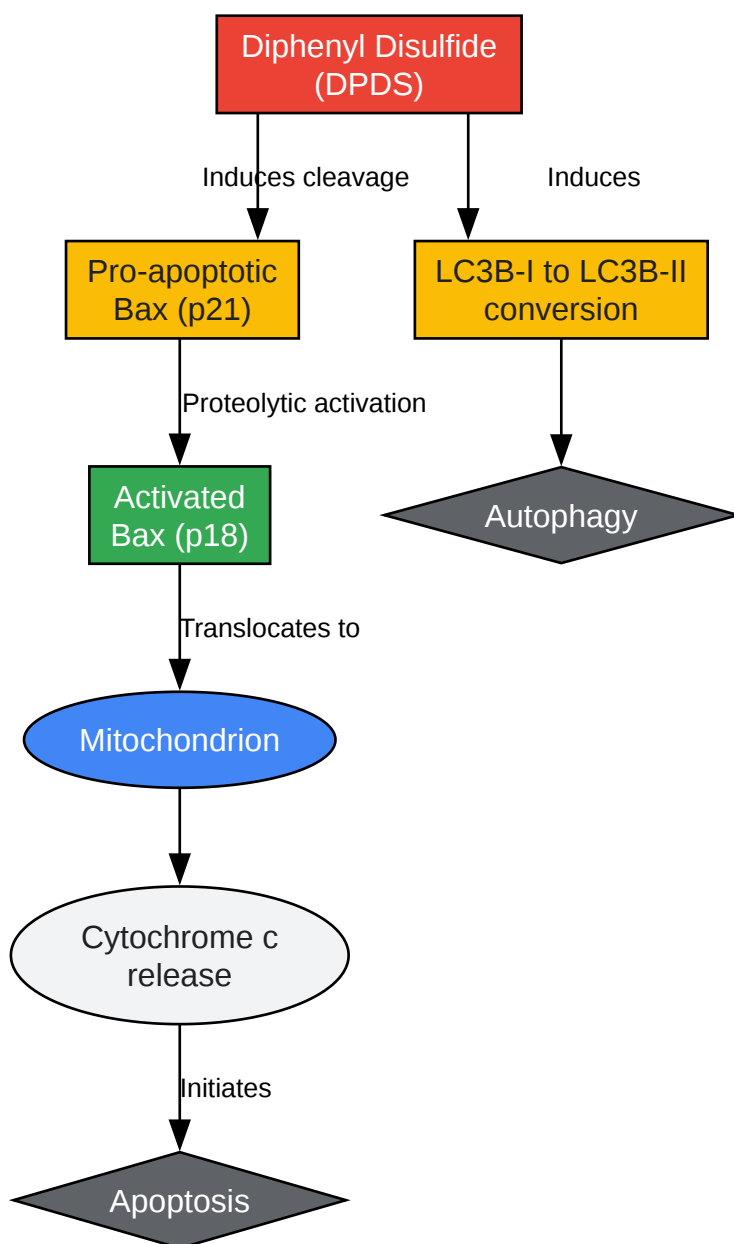 Diphenyl Disulfide
(DPDS)
Induces cleavage
Induces
Pro-apoptotic
Bax (p21)
LC3B-I to LC3B-II
conversion
Proteolytic activation
Activated
Bax (p18)
Autophagy
Translocates to
Mitochondrion
Cytochrome c
release
Initiates
Apoptosis